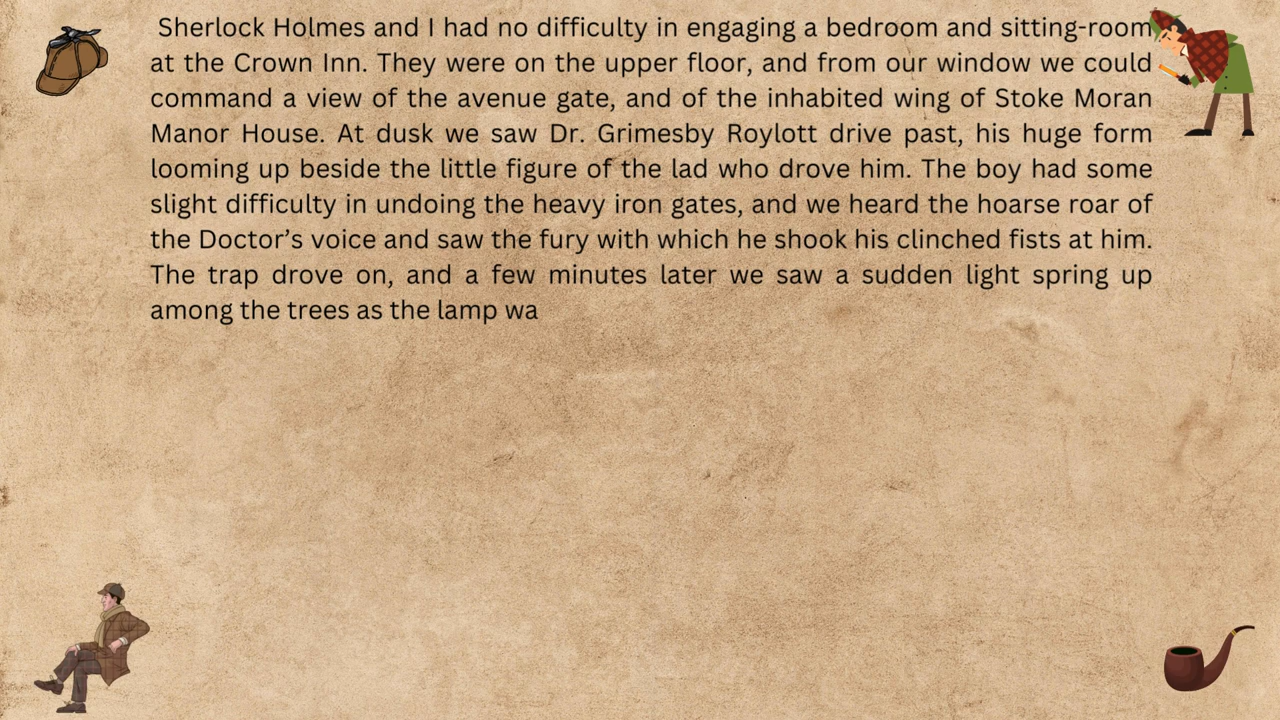 Sherlock Holmes and I had no difficulty in engaging a bedroom and sitting-room
at the Crown Inn. They were on the upper floor, and from our window we could
command a view of the avenue gate, and of the inhabited wing of Stoke Moran
Manor House. At dusk we saw Dr. Grimesby Roylott drive past, his huge form
looming up beside the little figure of the lad who drove him. The boy had some
slight difficulty in undoing the heavy iron gates, and we heard the hoarse roar of
the Doctor’s voice and saw the fury with which he shook his clinched fists at him.
The trap drove on, and a few minutes later we saw a sudden light spring up
among the trees as the lamp wa